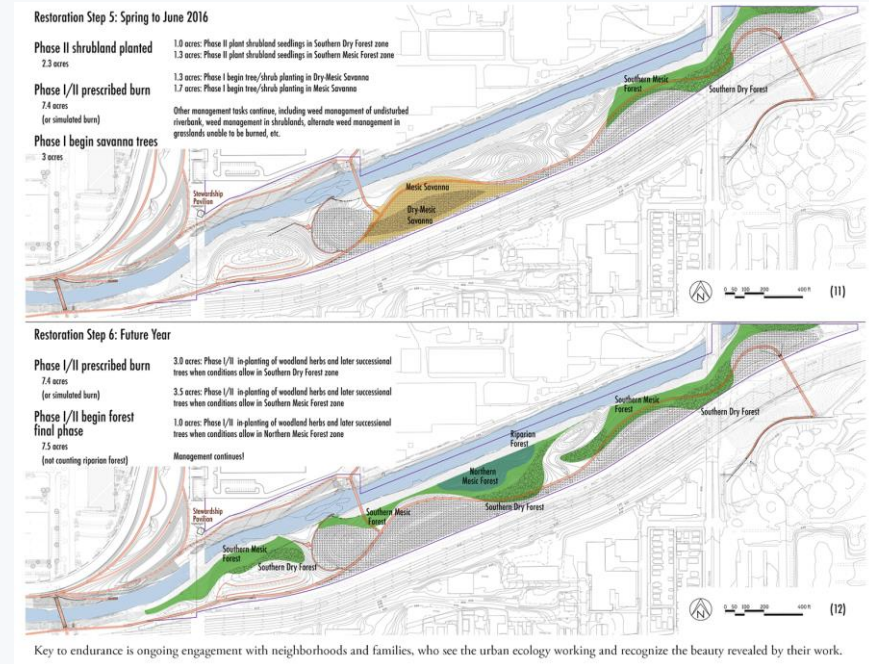 Restoration Step 5: Spring to June 2016
Phase II shrubland planted
2.3 acres
Phase I/II prescribed burn
7.4 acres
(or simulated burn)
Phase I begin savanna trees
3 acres
1.0 acres: Phase II plant shrubland seedlings in Southern Dry Forest zone
1.3 acres: Phase II plant shrubland seedlings in Southern Mesic Forest zone
1.3 acres: Phase I begin tree/shrub planting in Dry-Mesic Savanna
1.7 acres: Phase I begin tree/shrub planting in Mesic Savanna
Other management tasks continue, including weed management of undisturbed
riverbank, weed management in shrublands, alternate weed management in
grasslands unable to be burned, etc.
Southern Mesic
Forest
Southern Dry Forest
Mesic Savanna
Dry-Mesic
Savanna
Stewardship
Pavilion
N
0 50 100 200 400 ft
(11)
Restoration Step 6: Future Year
Phase I/II prescribed burn
7.4 acres
(or simulated burn)
Phase I/II begin forest
final phase
7.5 acres
(not counting riparian forest)
3.0 acres: Phase I/II in-planting of woodland herbs and later successional
trees when conditions allow in Southern Dry Forest zone
3.5 acres: Phase I/II in-planting of woodland herbs and later successional
trees when conditions allow in Southern Mesic Forest zone
1.0 acres: Phase I/II in-planting of woodland herbs and later successional
trees when conditions allow in Northern Mesic Forest zone
Management continues!
Southern Mesic
Forest
Southern Dry Forest
Riparian
Forest
Northern
Mesic Forest
Southern Dry Forest
Southern Mesic
Forest
Stewardship
Pavilion
Southern Mesic
Forest
Southern Dry Forest
N
0 50 100 200 400 ft
(12)
Key to endurance is ongoing engagement with neighborhoods and families, who see the urban ecology working and recognize the beauty revealed by their work.